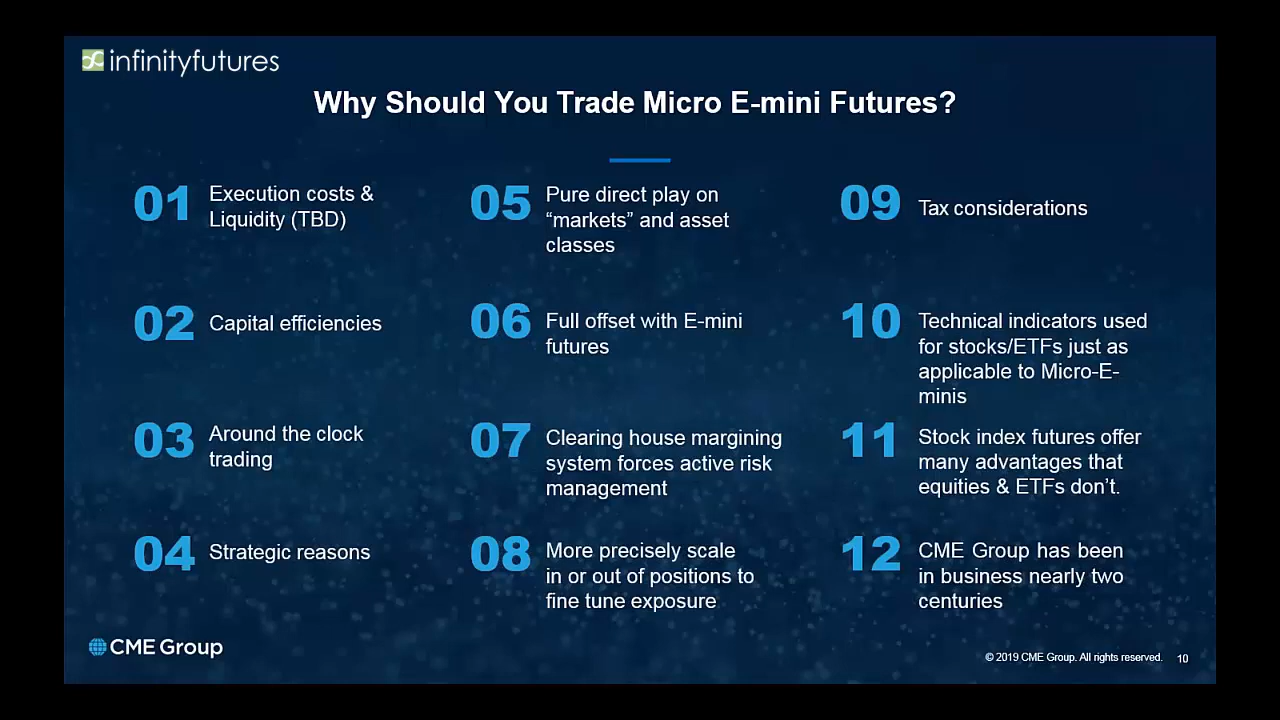 infinityfutures
Why Should You Trade Micro E-mini Futures?
01
Execution costs &
Liquidity (TBD)
02
Capital efficiencies
03
Around the clock
trading
04
Strategic reasons
05
Pure direct play on
“markets” and asset
classes
06
Full offset with E-mini
futures
07
Clearing house margining
system forces active risk
management
08
More precisely scale
in or out of positions to
fine tune exposure
09
Tax considerations
10
Technical indicators used
for stocks/ETFs just as
applicable to Micro-E-
minis
11
Stock index futures offer
many advantages that
equities & ETFs don’t.
12
CME Group has been
in business nearly two
centuries
CME Group
© 2019 CME Group. All rights reserved.
10